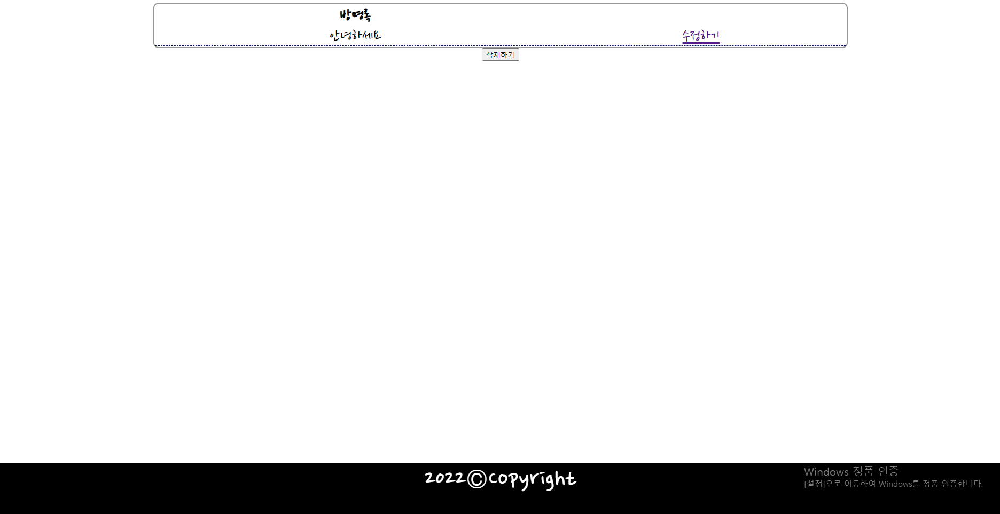 방명록
안녕하세요 수정하기
삭제하기
2022ⓒcopyright
Windows 정품 인증
[설정]으로 이동하여 Windows를 정품 인증합니다.